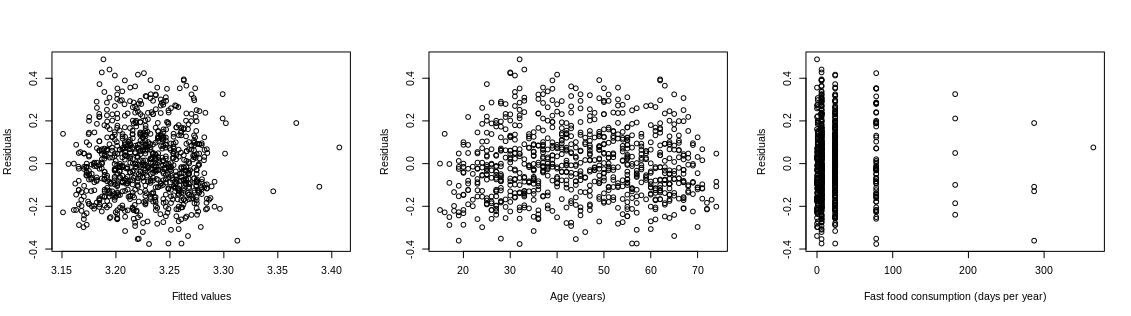 Residuals
0.4
0.2
0.0
-0.2
-0.4
3.15 3.20 3.25 3.30 3.35 3.40
Fitted values
Residuals
0.4
0.2
0.0
-0.2
-0.4
20 30 40 50 60 70
Age (years)
Residuals
0.4
0.2
0.0
-0.2
-0.4
0 100 200 300
Fast food consumption (days per year)